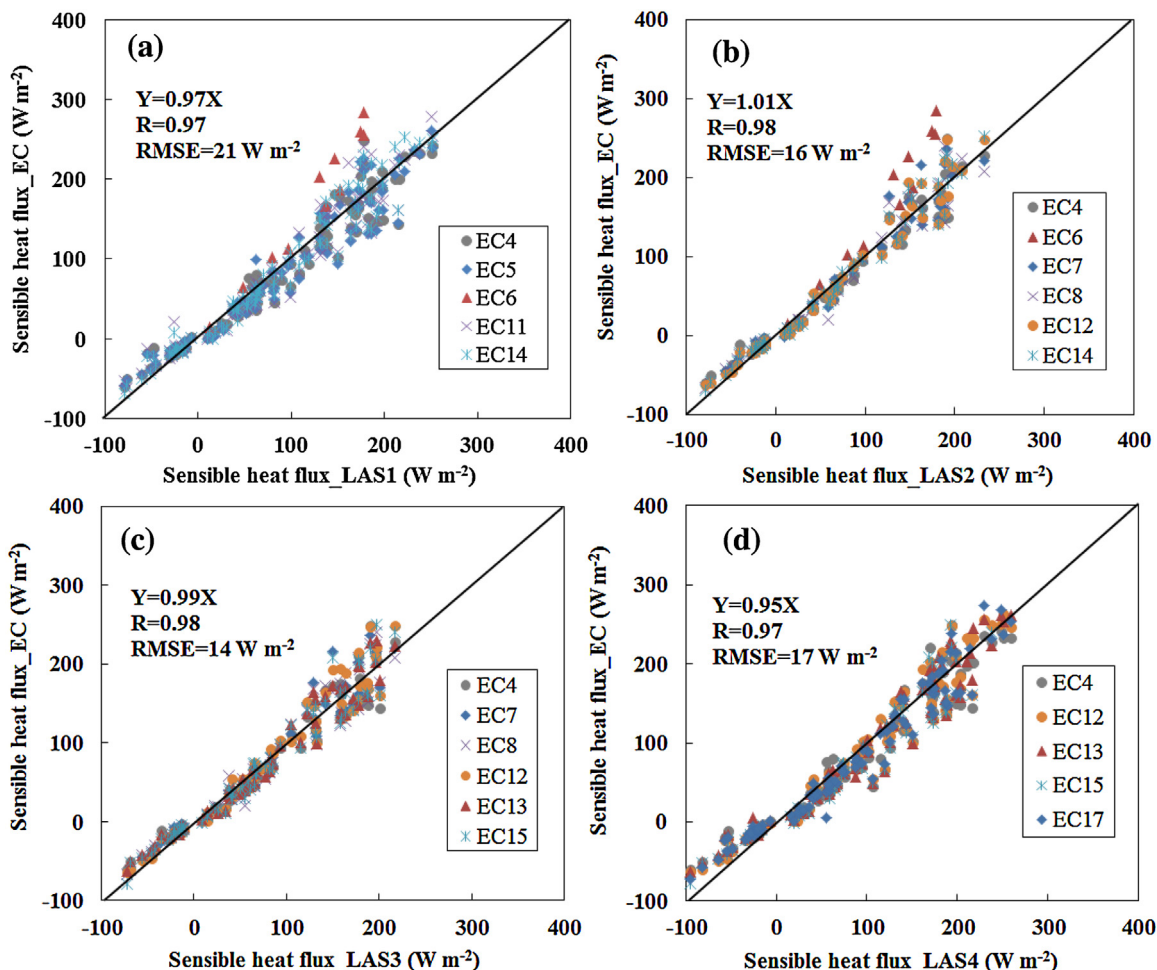 (a)
Y=0.97X
R=0.97
RMSE=21 W m-2
EC4
EC5
EC6
EC11
EC14
400
300
200
100
0
-100
-100 0 100 200 300 400
Sensible heat flux_EC (W m-2)
Sensible heat flux_LAS1 (W m-2)
(b)
Y=1.01X
R=0.98
RMSE=16 W m-2
EC4
EC6
EC7
EC8
EC12
EC14
400
300
200
100
0
-100
-100 0 100 200 300 400
Sensible heat flux_EC (W m-2)
Sensible heat flux_LAS2 (W m-2)
(c)
Y=0.99X
R=0.98
RMSE=14 W m-2
EC4
EC7
EC8
EC12
EC13
EC15
400
300
200
100
0
-100
-100 0 100 200 300 400
Sensible heat flux_EC (W m-2)
Sensible heat flux_LAS3 (W m-2)
(d)
Y=0.95X
R=0.97
RMSE=17 W m-2
EC4
EC12
EC13
EC15
EC17
400
300
200
100
0
-100
-100 0 100 200 300 400
Sensible heat flux_EC (W m-2)
Sensible heat flux_LAS4 (W m-2)